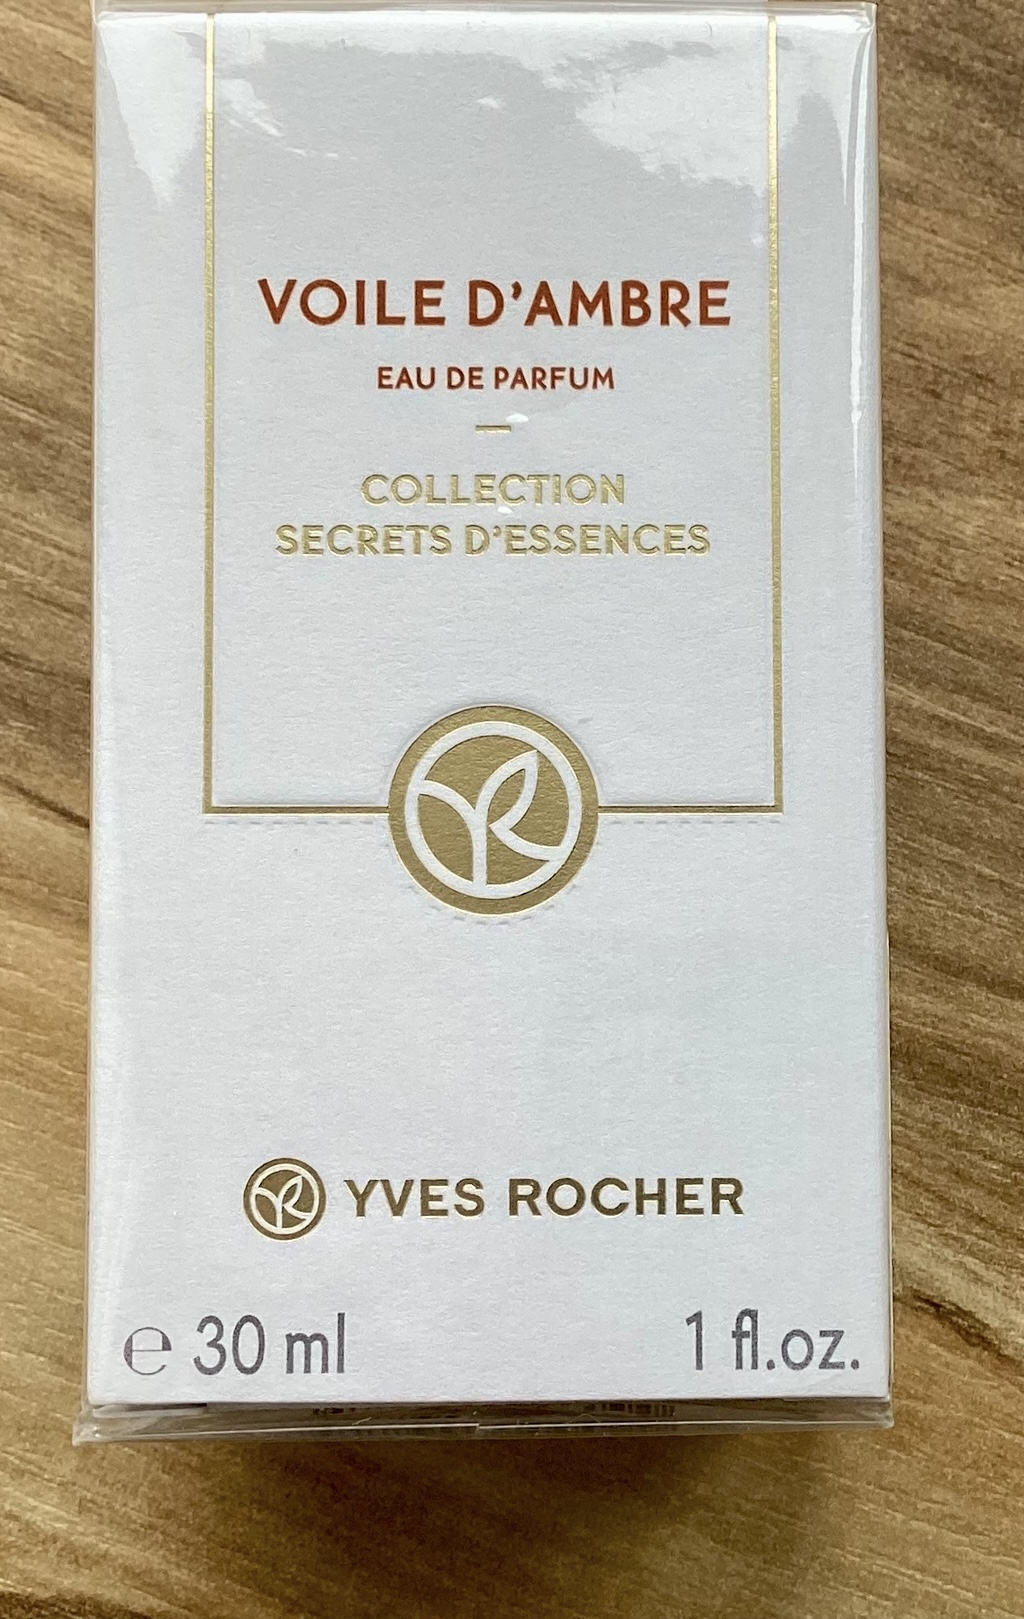 VOILE D'AMBRE
EAU DE PARFUM
COLLECTION
SECRETS D'ESSENCES
YVES ROCHER
℮ 30 ml 1 fl.oz.